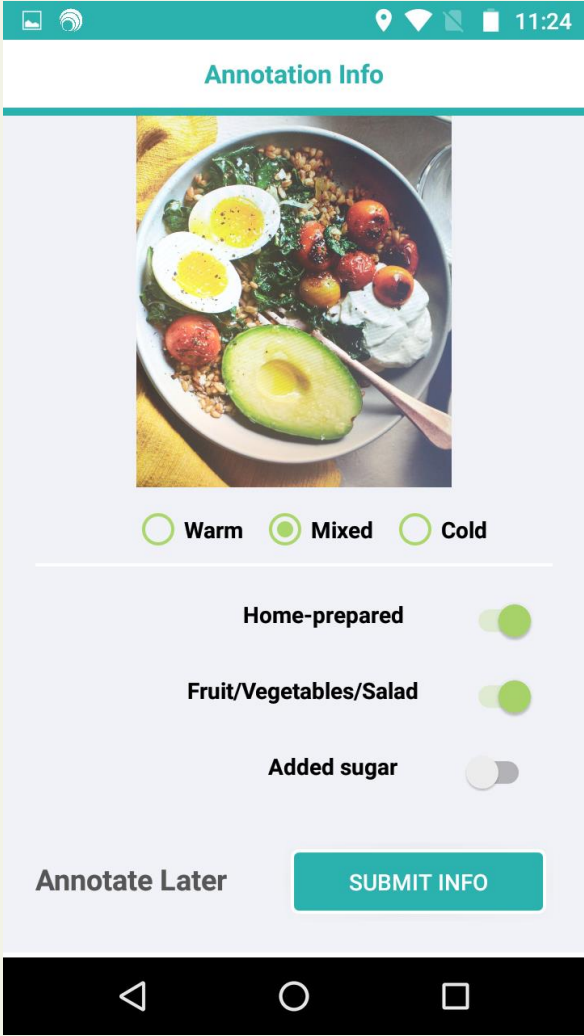 11:24
Annotation Info
Warm Mixed Cold
Home-prepared
Fruit/Vegetables/Salad
Added sugar
Annotate Later SUBMIT INFO